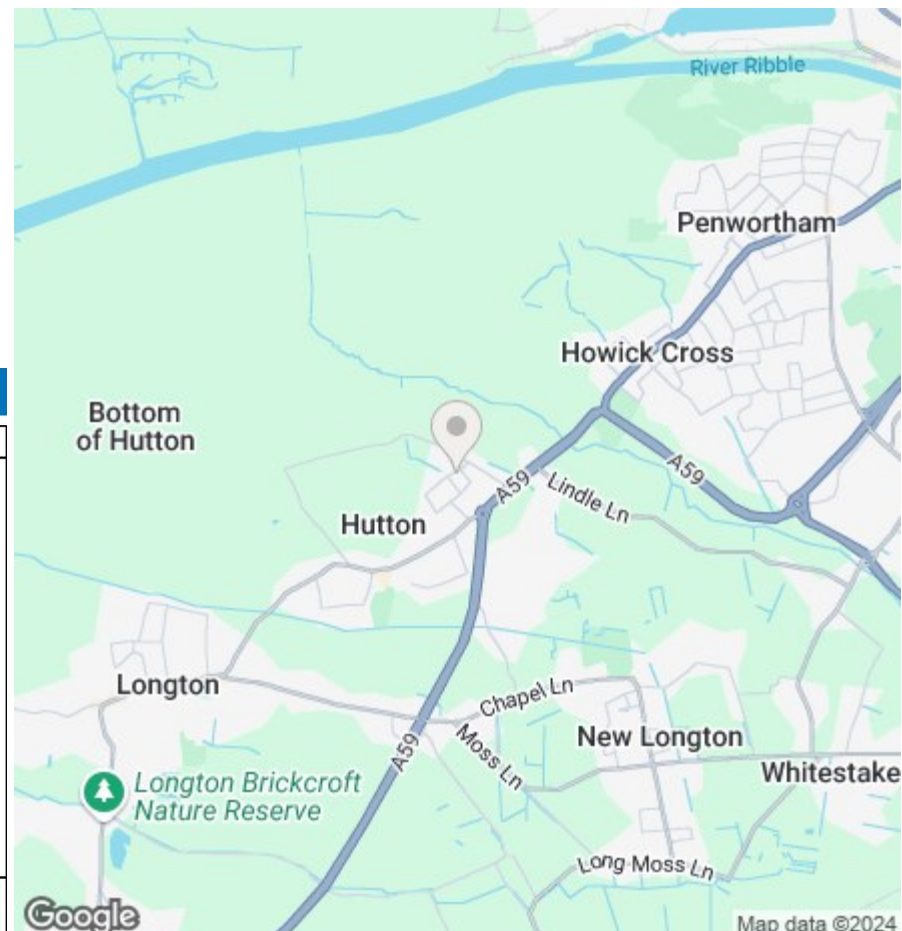 River Ribble
Penwortham
Howick Cross
Bottom
of Hutton
A59
A59
Lindle Ln
Hutton
Longton
Chapel Ln
A59
Moss Ln
New Longton
Whitestake
Longton Brickcroft
Nature Reserve
Long Moss Ln
Google
Map data ©2024